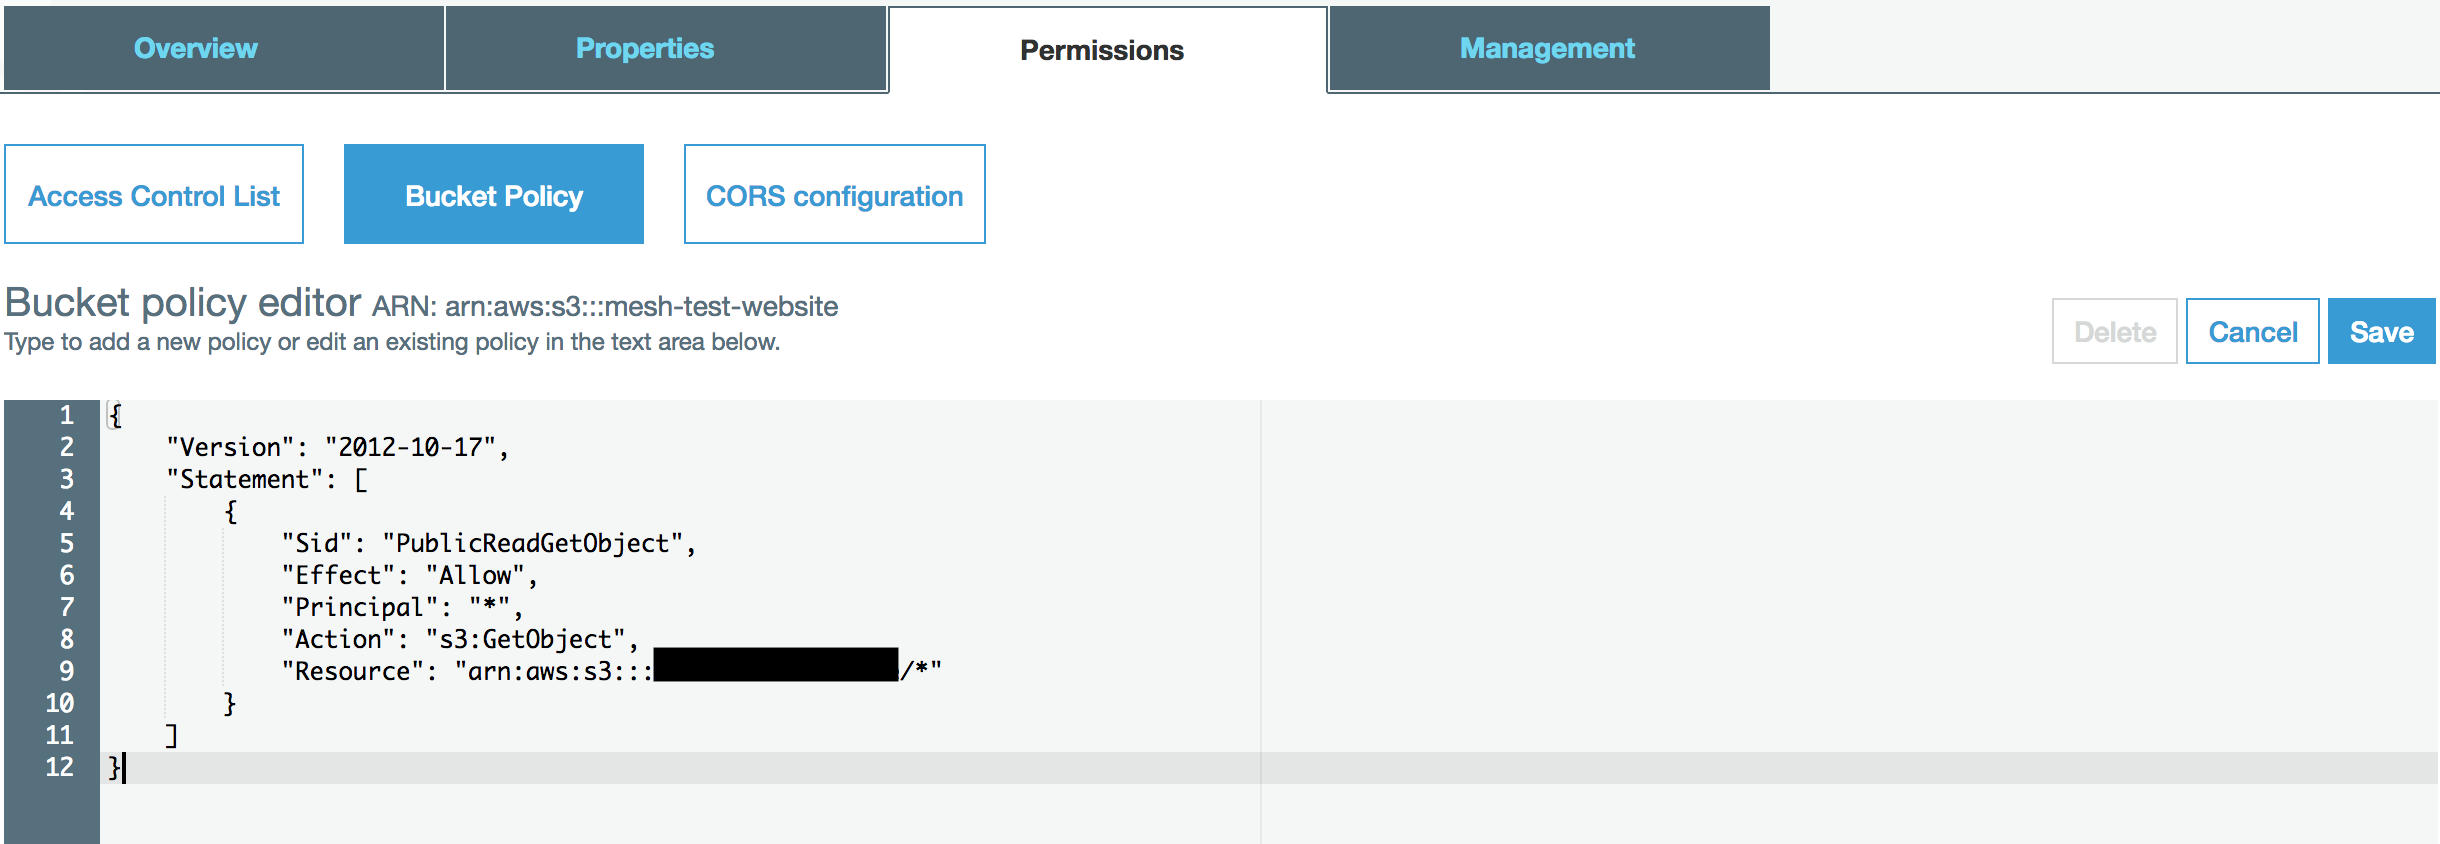 Overview Properties Permissions Management
Access Control List Bucket Policy CORS configuration
Bucket policy editor ARN: arn:aws:s3:::mesh-test-website
Type to add a new policy or edit an existing policy in the text area below.
Delete Cancel Save
1 {
2 "Version": "2012-10-17",
3 "Statement": [
4 {
5 "Sid": "PublicReadGetObject",
6 "Effect": "Allow",
7 "Principal": "*",
8 "Action": "s3:GetObject",
9 "Resource": "arn:aws:s3:::/*"
10 }
11 ]
12 }